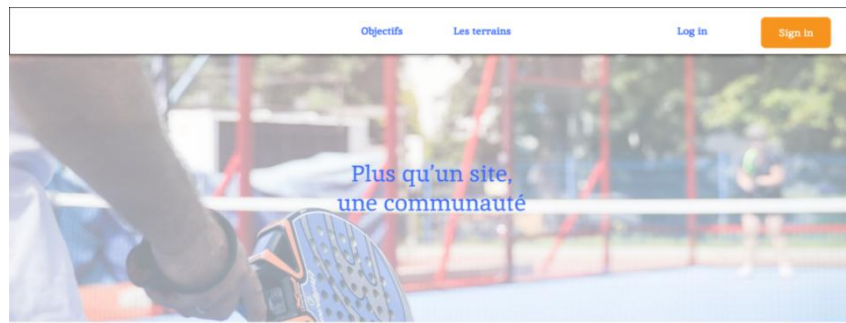 Objectifs
Les terrains
Log in
Sign in
Plus qu'un site,
une communauté